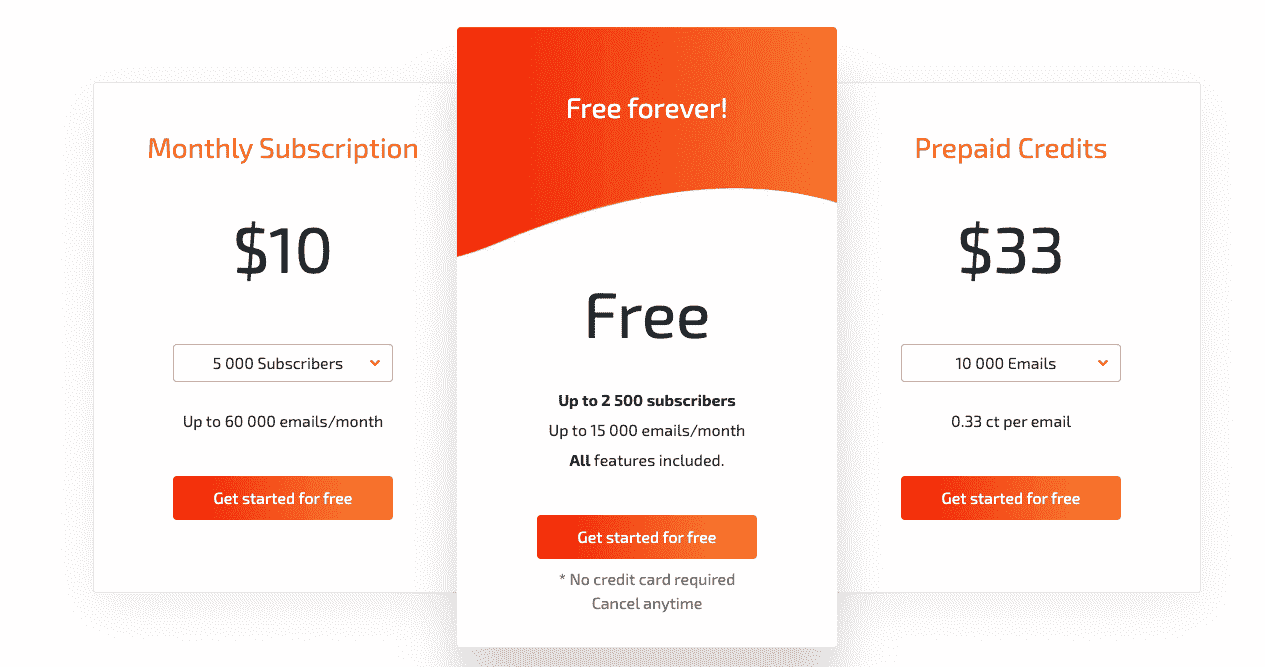 Monthly Subscription
$10
5 000 Subscribers
Up to 60 000 emails/month
Get started for free
Free forever!
Free
Up to 2 500 subscribers
Up to 15 000 emails/month
All features included.
Get started for free
* No credit card required
Cancel anytime
Prepaid Credits
$33
10 000 Emails
0.33 ct per email
Get started for free